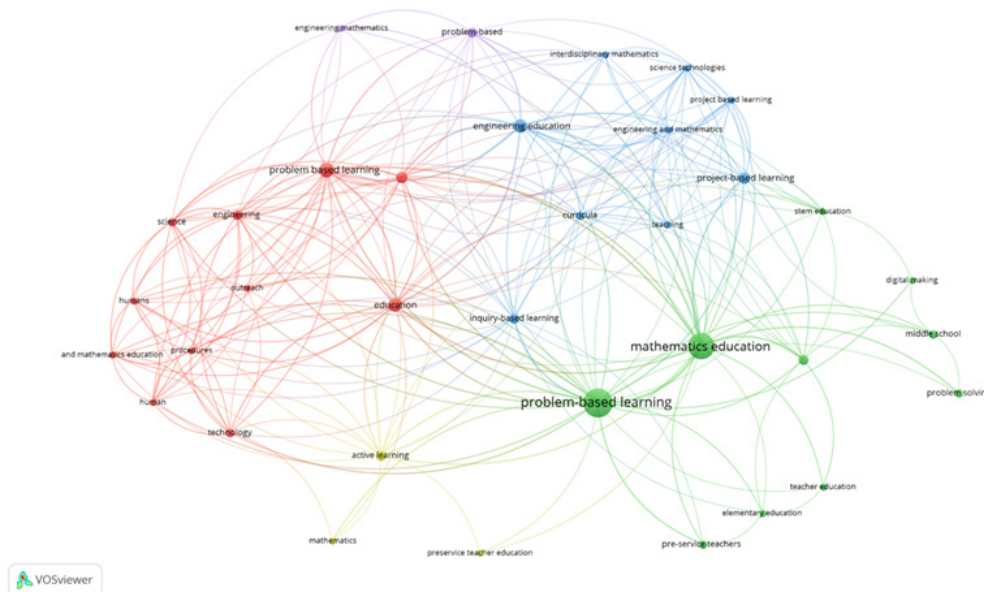 engineering mathematics
problem-based
interdisciplinary mathematics
science technologies
project based learning
engineering education
engineering and mathematics
problem based learning
project-based learning
science
engineering
curricula
teaching
stem education
outreach
digital making
humans
education
inquiry-based learning
middle school
and mathematics education
procedures
mathematics education
problem-based learning
problem solvin
human
technology
active learning
teacher education
elementary education
mathematics
preservice teacher education
pre-service teachers
VOSviewer